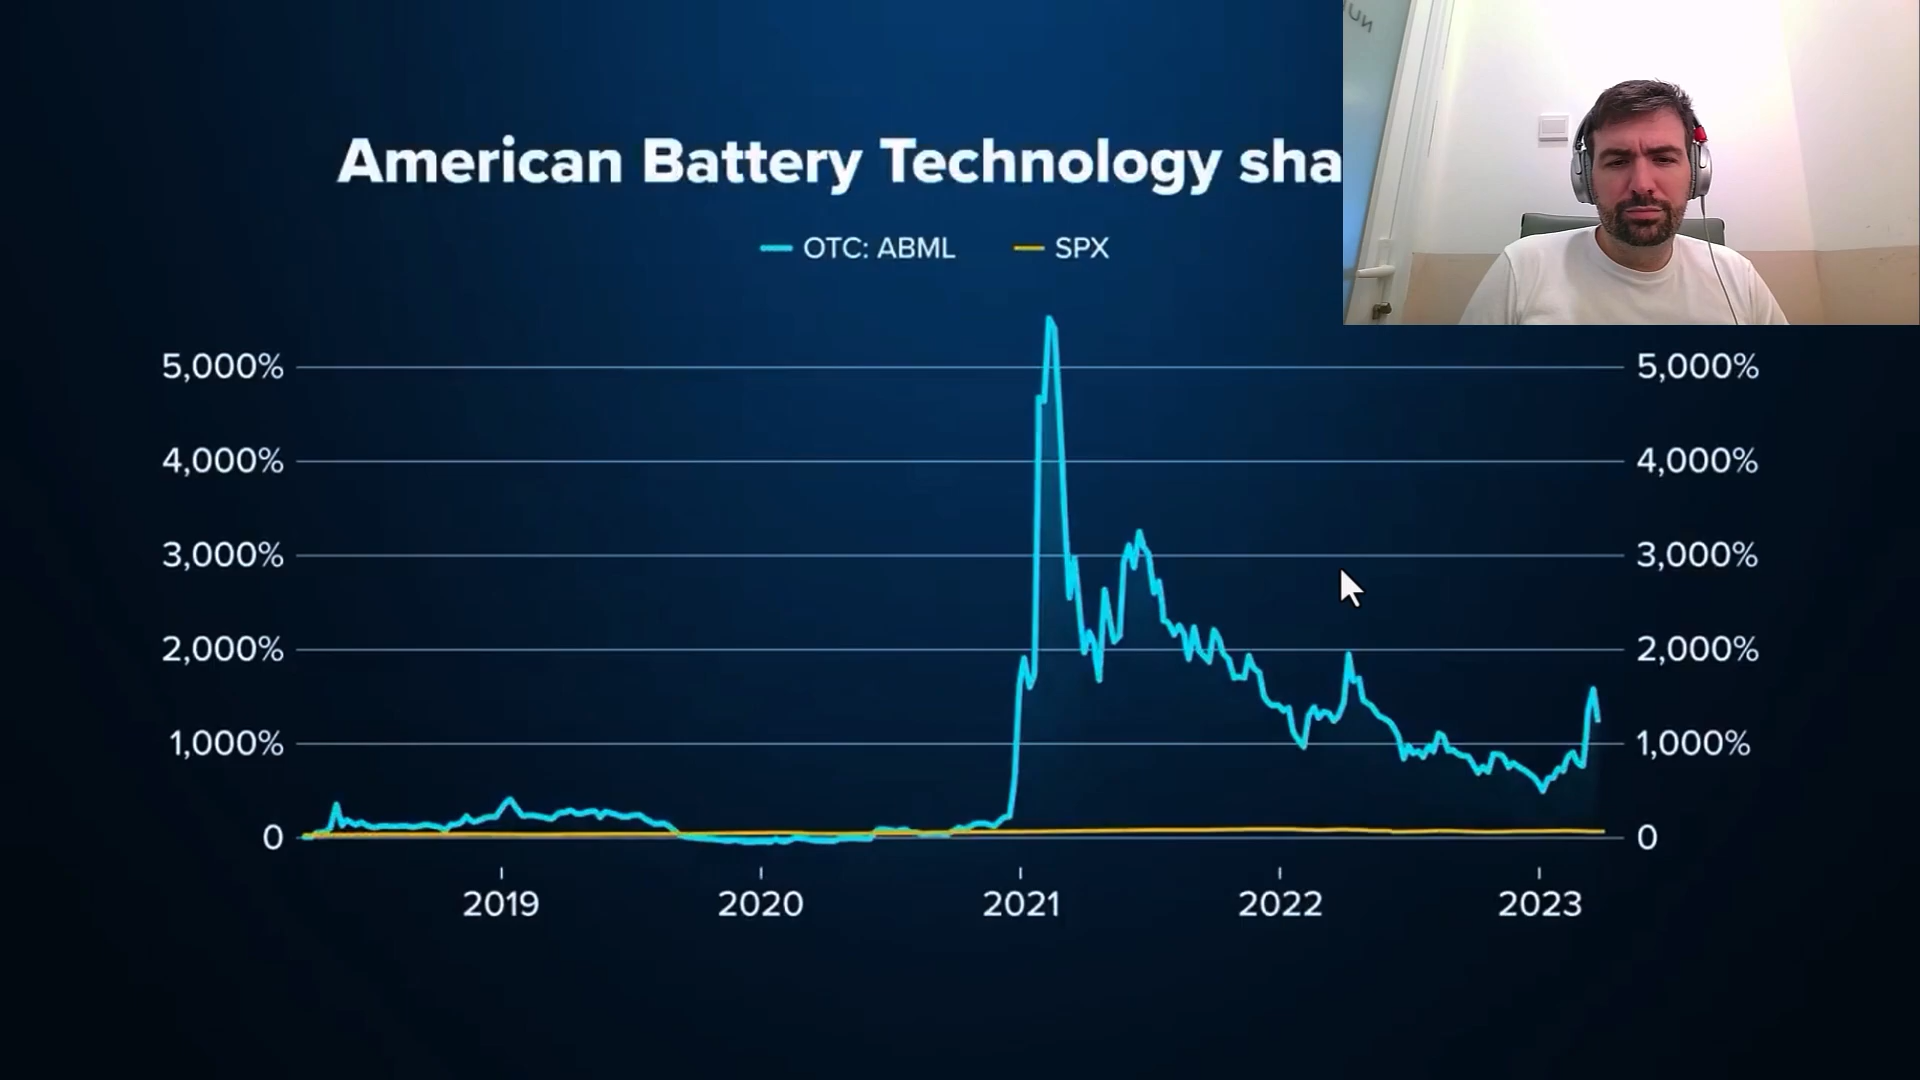 American Battery Technology sha
OTC: ABML
SPX
5,000% 5,000%
4,000% 4,000%
3,000% 3,000%
2,000% 2,000%
1,000% 1,000%
0 0
2019 2020 2021 2022 2023